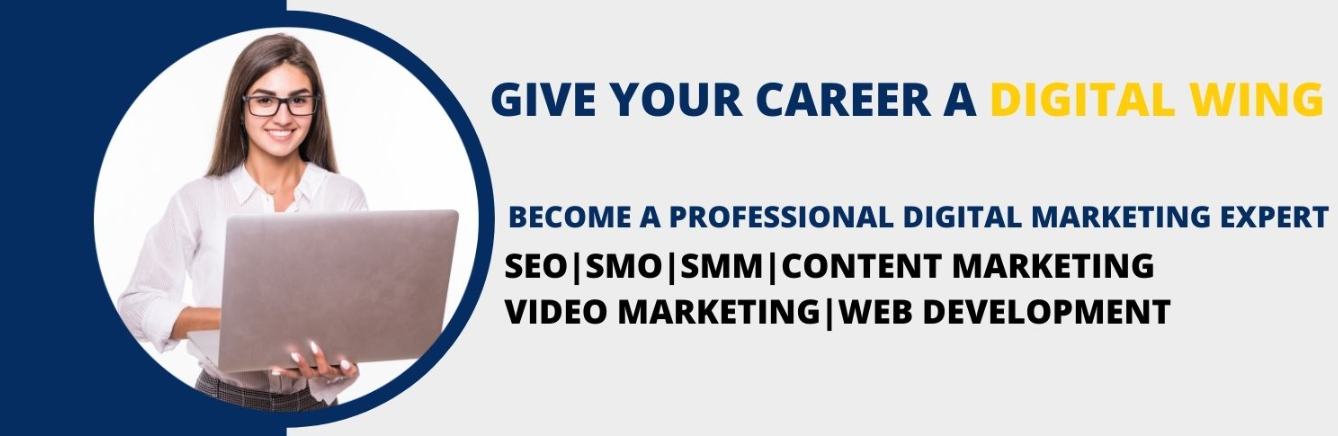 GIVE YOUR CAREER A DIGITAL WING
BECOME A PROFESSIONAL DIGITAL MARKETING EXPERT
SEO|SMO|SMM|CONTENT MARKETING
VIDEO MARKETING|WEB DEVELOPMENT